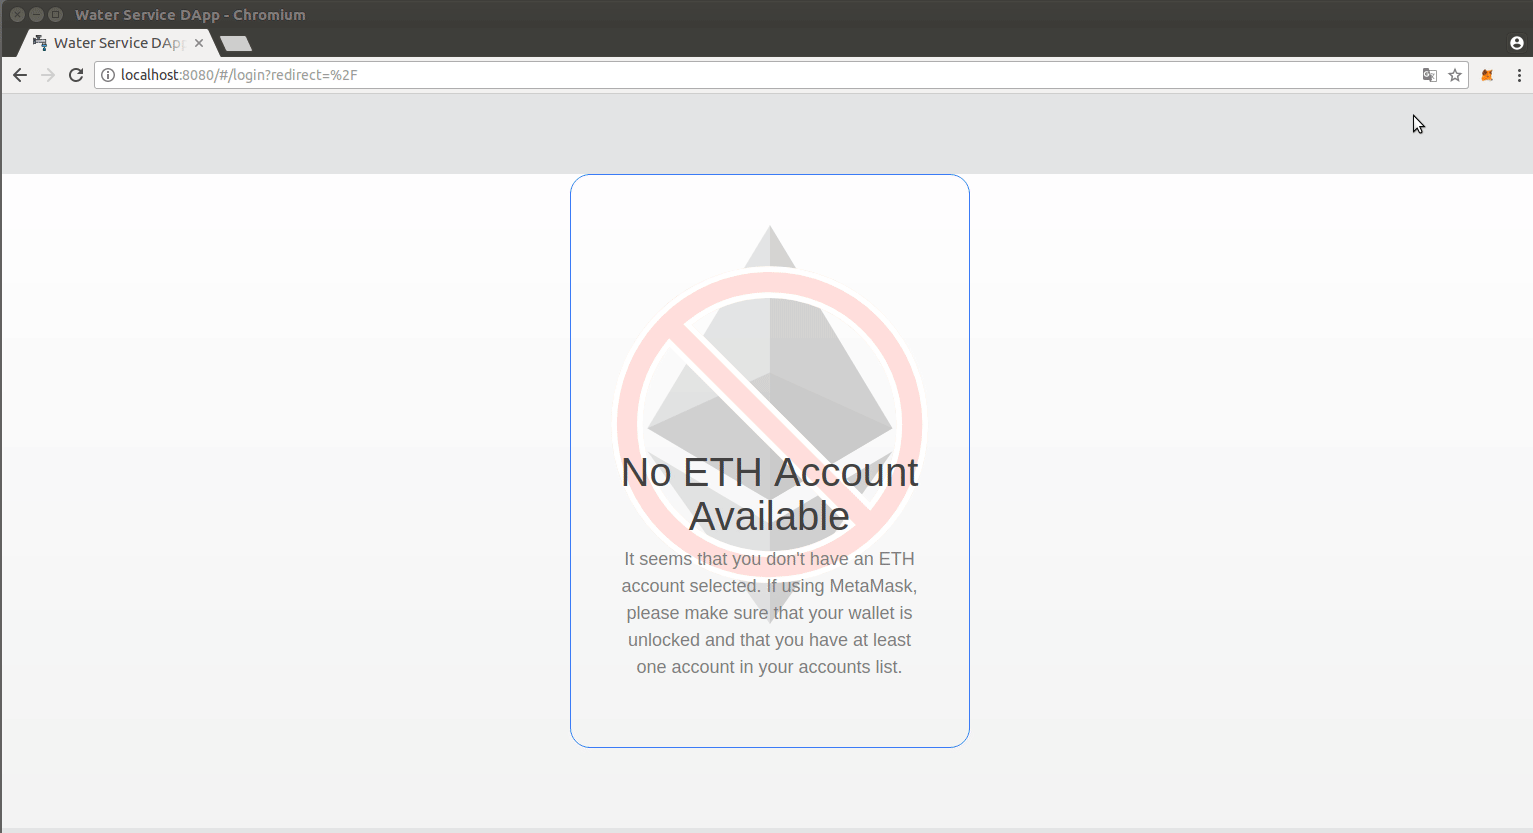 Water Service DApp - Chromium
Water Service DApp
localhost:8080/#/login?redirect=%2F
No ETH Account
Available
It seems that you don't have an ETH
account selected. If using MetaMask,
please make sure that your wallet is
unlocked and that you have at least
one account in your accounts list.